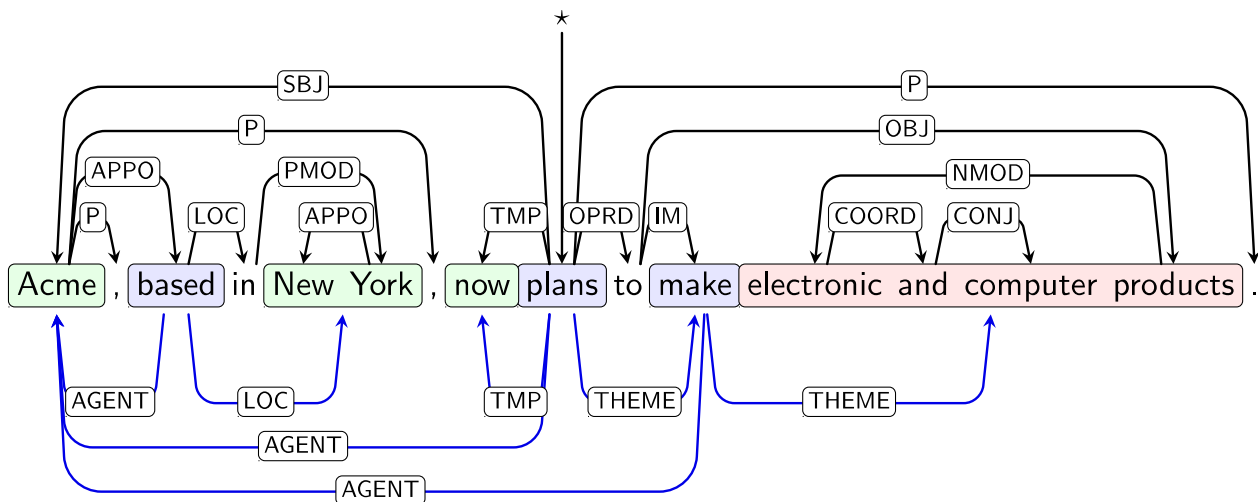 ⋆
SBJ P
P OBJ
APPO PMOD NMOD
P LOC APPO TMP OPRD IM COORD CONJ
Acme , based in New York , now plans to make electronic and computer products .
AGENT LOC TMP THEME THEME
AGENT
AGENT